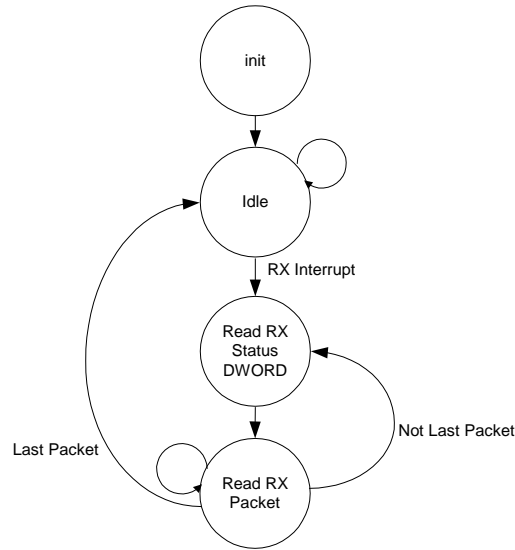 init
Idle
RX Interrupt
Read RX
Status
DWORD
Not Last Packet
Last Packet
Read RX
Packet